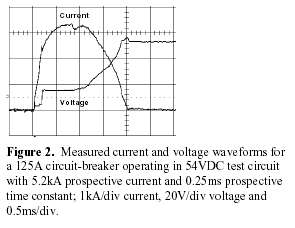 Current
Voltage
Figure 2. Measured current and voltage waveforms for
a 125A circuit-breaker operating in 54VDC test circuit
with 5.2kA prospective current and 0.25ms prospective
time constant; 1kA/div current, 20V/div voltage and
0.5ms/div.